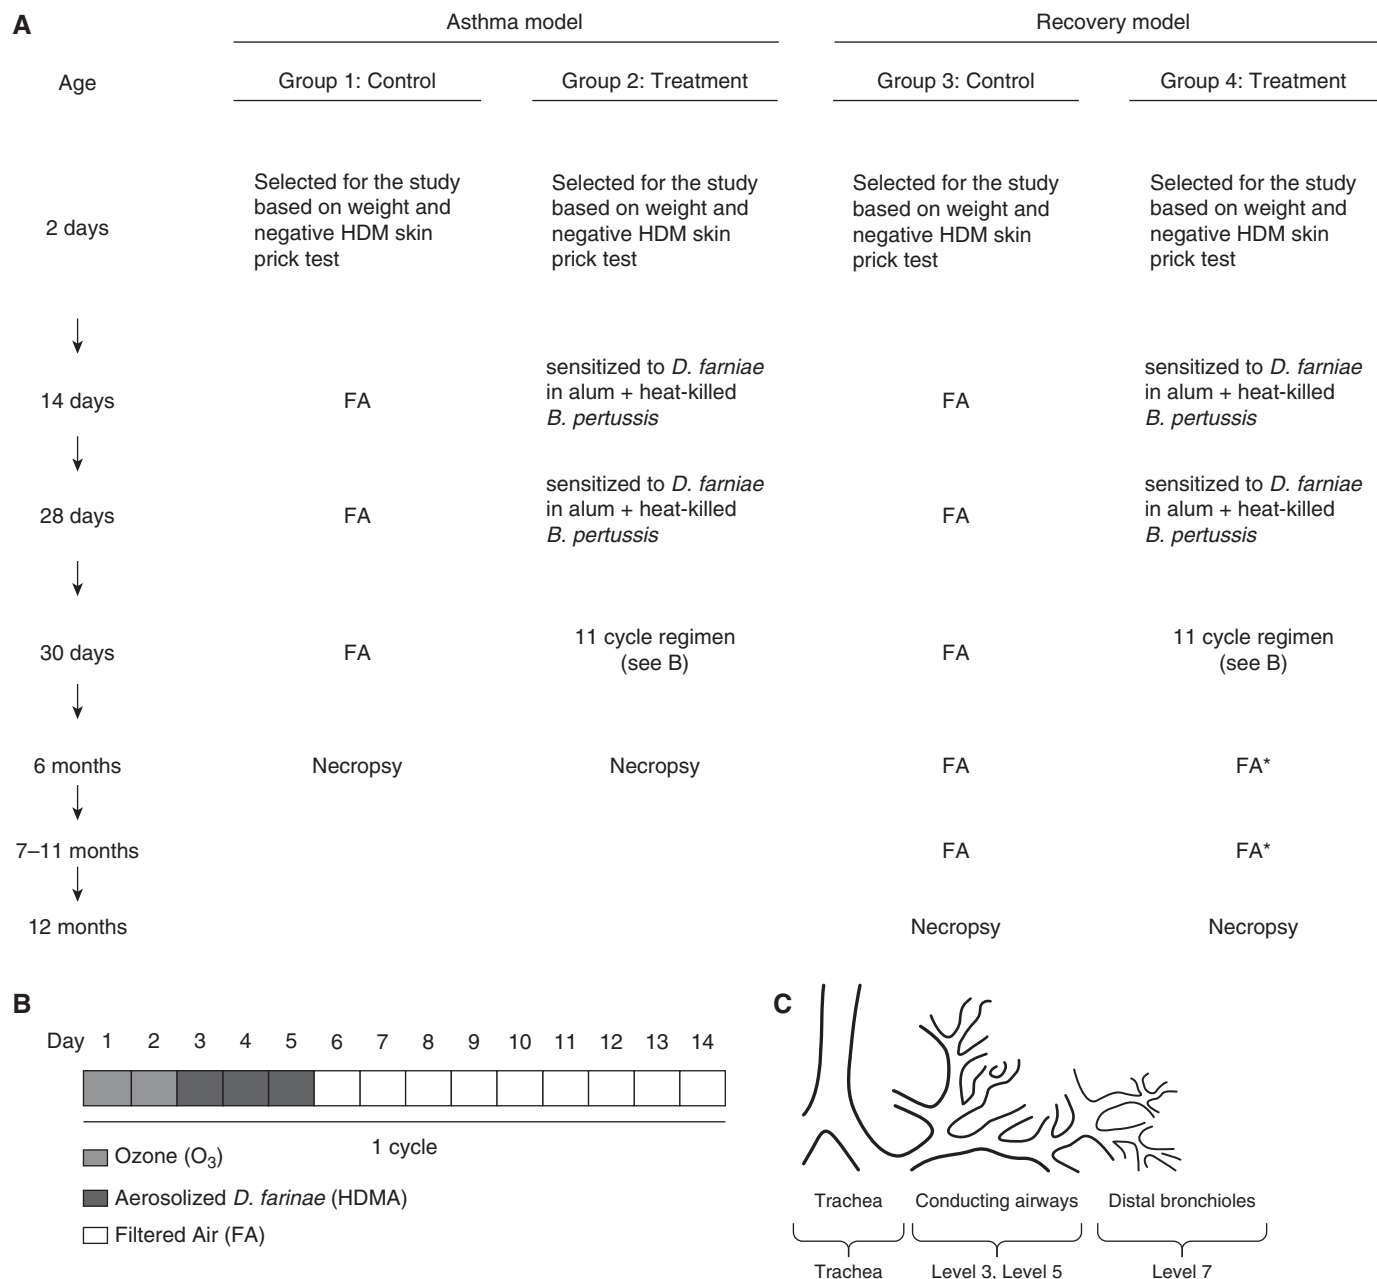 A
Asthma model
Recovery model
Age
Group 1: Control
Group 2: Treatment
Group 3: Control
Group 4: Treatment
2 days
Selected for the study
based on weight and
negative HDM skin
prick test
Selected for the study
based on weight and
negative HDM skin
prick test
Selected for the study
based on weight and
negative HDM skin
prick test
Selected for the study
based on weight and
negative HDM skin
prick test
14 days
FA
sensitized to D. farniae
in alum + heat-killed
B. pertussis
FA
sensitized to D. farniae
in alum + heat-killed
B. pertussis
28 days
FA
sensitized to D. farniae
in alum + heat-killed
B. pertussis
FA
sensitized to D. farniae
in alum + heat-killed
B. pertussis
30 days
FA
11 cycle regimen
(see B)
FA
11 cycle regimen
(see B)
6 months
Necropsy
Necropsy
FA
FA*
7–11 months
FA
FA*
12 months
Necropsy
Necropsy
B
Day 1 2 3 4 5 6 7 8 9 10 11 12 13 14
1 cycle
Ozone (O3)
Aerosolized D. farinae (HDMA)
Filtered Air (FA)
C
Trachea
Conducting airways
Distal bronchioles
Trachea
Level 3, Level 5
Level 7